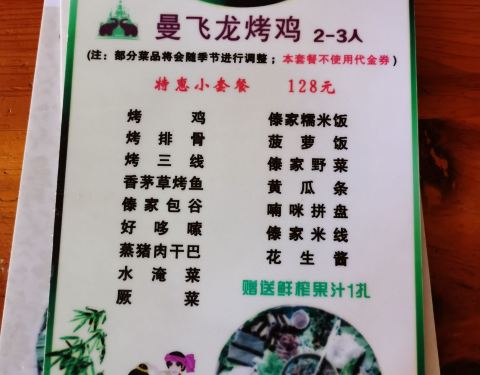 曼飞龙烤鸡 2-3人
(注：部分菜品将会随季节进行调整；本套餐不使用代金券)
特惠小套餐 128元
烤鸡
烤排骨
烤三线
香茅草烤鱼
傣家包谷
好哆嗦
蒸猪肉干巴
水淹菜
厥菜
傣家糯米饭
菠萝饭
傣家野菜
黄瓜条
喃咪拼盘
傣家米线
花生酱
赠送鲜榨果汁1扎